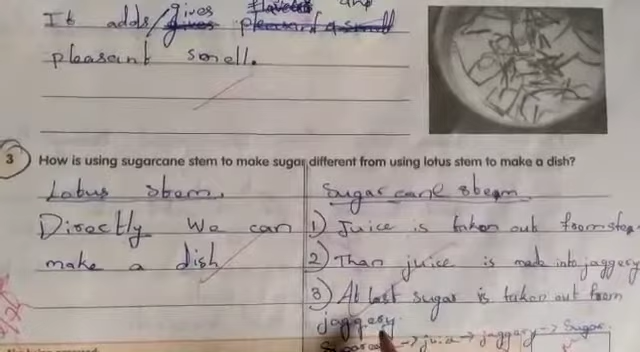 It adds/gives and
pleasant smell.
3 How is using sugarcane stem to make sugar different from using lotus stem to make a dish?
Lotus stem.
Directly we can
make a dish
Sugar cane stem
1) Juice is taken out from stem
2) Than juice is made into jaggery
3) At last sugar is taken out from
jaggery.
→ juice → jaggery → Sugar.